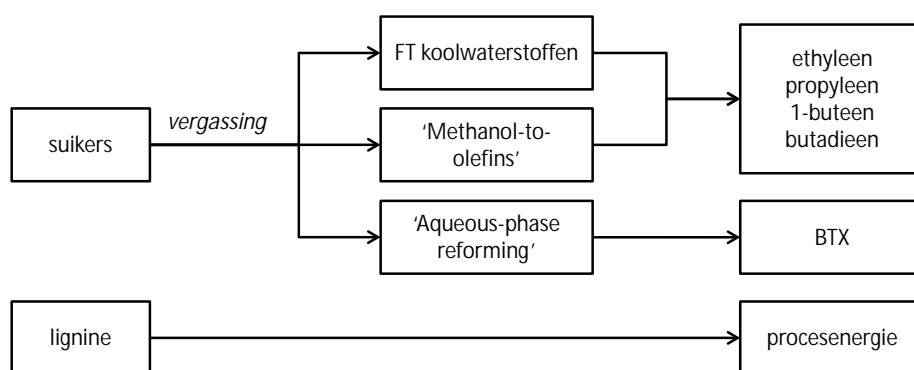 FT koolwaterstoffen
ethyleen
propyleen
1-buteen
butadieen
suikers
vergassing
'Methanol-to-
olefins'
'Aqueous-phase
reforming'
BTX
lignine
procesenergie